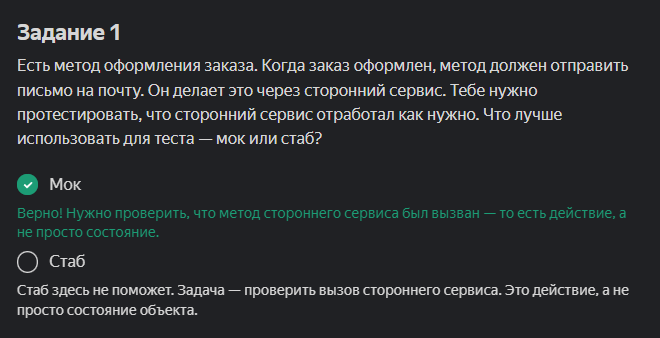 Задание 1
Есть метод оформления заказа. Когда заказ оформлен, метод должен отправить
письмо на почту. Он делает это через сторонний сервис. Тебе нужно
протестировать, что сторонний сервис отработал как нужно. Что лучше
использовать для теста — мок или стаб?
Мок
Верно! Нужно проверить, что метод стороннего сервиса был вызван — то есть действие, а
не просто состояние.
Стаб
Стаб здесь не поможет. Задача — проверить вызов стороннего сервиса. Это действие, а не
просто состояние объекта.